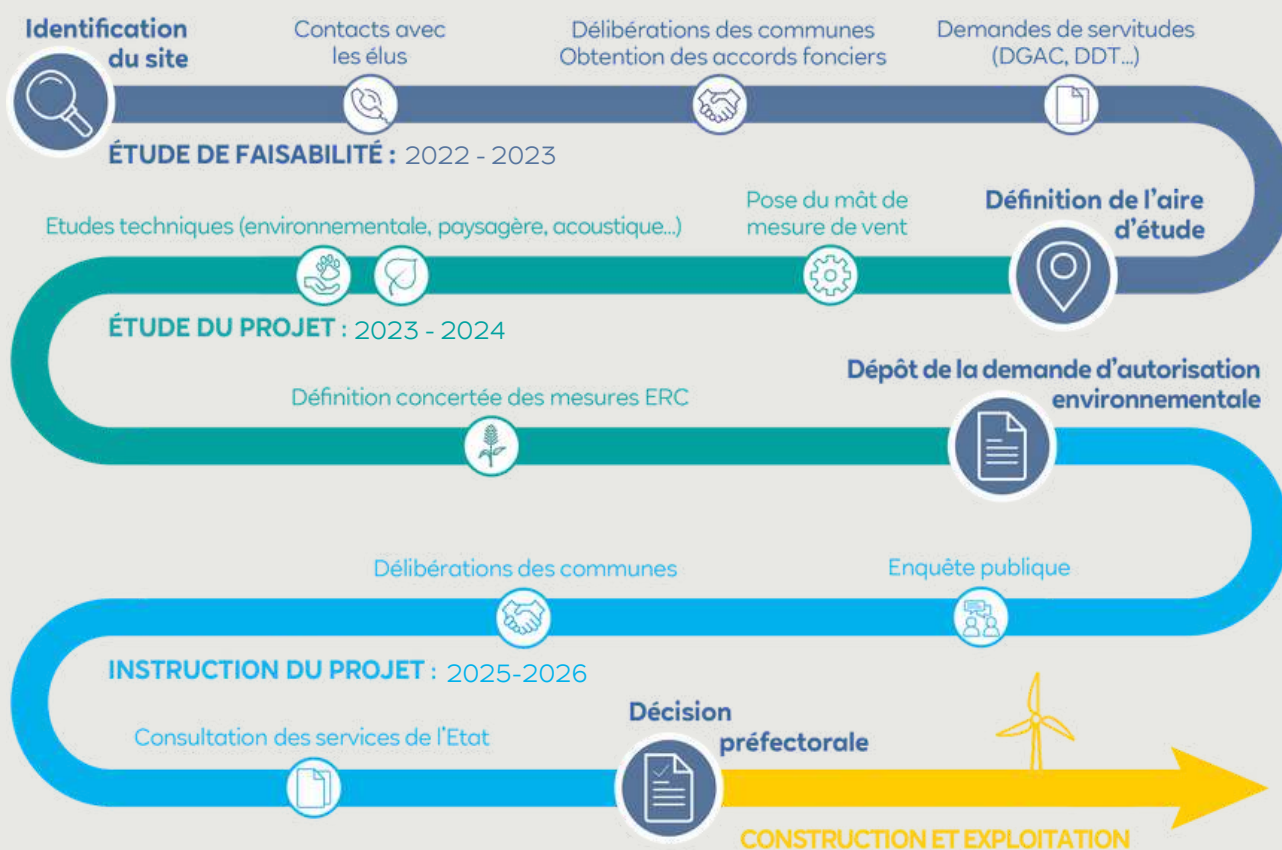 Identification
du site
Contacts avec
les élus
Délibérations des communes
Obtention des accords fonciers
Demandes de servitudes
(DGAC, DDT...)
ÉTUDE DE FAISABILITÉ : 2022 - 2023
Définition de l'aire
d'étude
Pose du mât de
mesure de vent
Etudes techniques (environnementale, paysagère, acoustique...)
ÉTUDE DU PROJET : 2023 - 2024
Définition concertée des mesures ERC
Dépôt de la demande d'autorisation
environnementale
Enquête publique
Délibérations des communes
INSTRUCTION DU PROJET : 2025-2026
Consultation des services de l'Etat
Décision
préfectorale
CONSTRUCTION ET EXPLOITATION